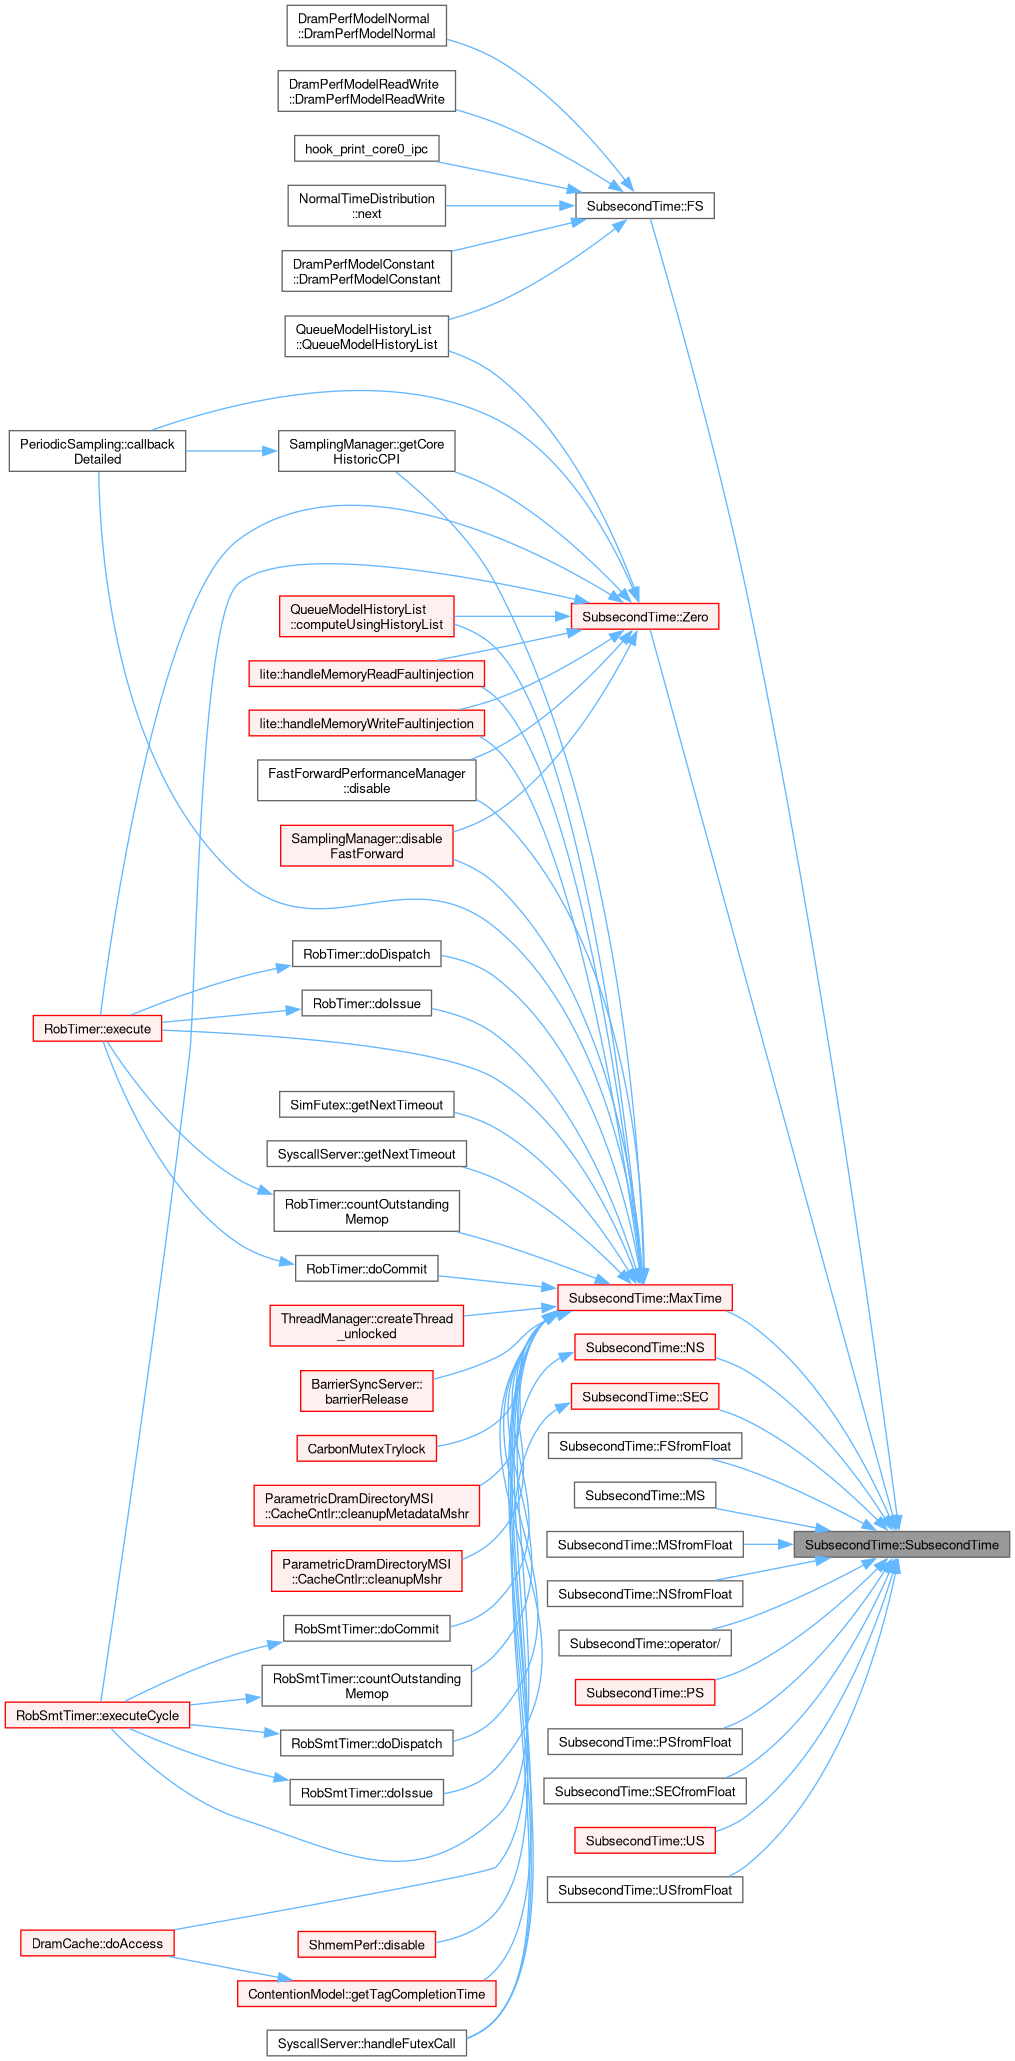 DramPerfModelNormal
::DramPerfModelNormal
DramPerfModelReadWrite
::DramPerfModelReadWrite
hook_print_core0_ipc
NormalTimeDistribution
::next
SubsecondTime::FS
DramPerfModelConstant
::DramPerfModelConstant
QueueModelHistoryList
::QueueModelHistoryList
PeriodicSampling::callback
Detailed
SamplingManager::getCore
HistoricCPI
QueueModelHistoryList
::computeUsingHistoryList
SubsecondTime::Zero
lite::handleMemoryReadFaultinjection
lite::handleMemoryWriteFaultinjection
FastForwardPerformanceManager
::disable
SamplingManager::disable
FastForward
RobTimer::doDispatch
RobTimer::doIssue
RobTimer::execute
SimFutex::getNextTimeout
SyscallServer::getNextTimeout
RobTimer::countOutstanding
Memop
RobTimer::doCommit
SubsecondTime::MaxTime
ThreadManager::createThread
_unlocked
SubsecondTime::NS
BarrierSyncServer::
barrierRelease
SubsecondTime::SEC
CarbonMutexTrylock
SubsecondTime::FSfromFloat
ParametricDramDirectoryMSI
::CacheCntlr::cleanupMetadataMshr
SubsecondTime::MS
SubsecondTime::SubsecondTime
SubsecondTime::MSfromFloat
ParametricDramDirectoryMSI
::CacheCntlr::cleanupMshr
SubsecondTime::NSfromFloat
RobSmtTimer::doCommit
SubsecondTime::operator/
RobSmtTimer::countOutstanding
Memop
SubsecondTime::PS
RobSmtTimer::executeCycle
RobSmtTimer::doDispatch
SubsecondTime::PSfromFloat
RobSmtTimer::doIssue
SubsecondTime::SECfromFloat
SubsecondTime::US
SubsecondTime::USfromFloat
DramCache::doAccess
ShmemPerf::disable
ContentionModel::getTagCompletionTime
SyscallServer::handleFutexCall